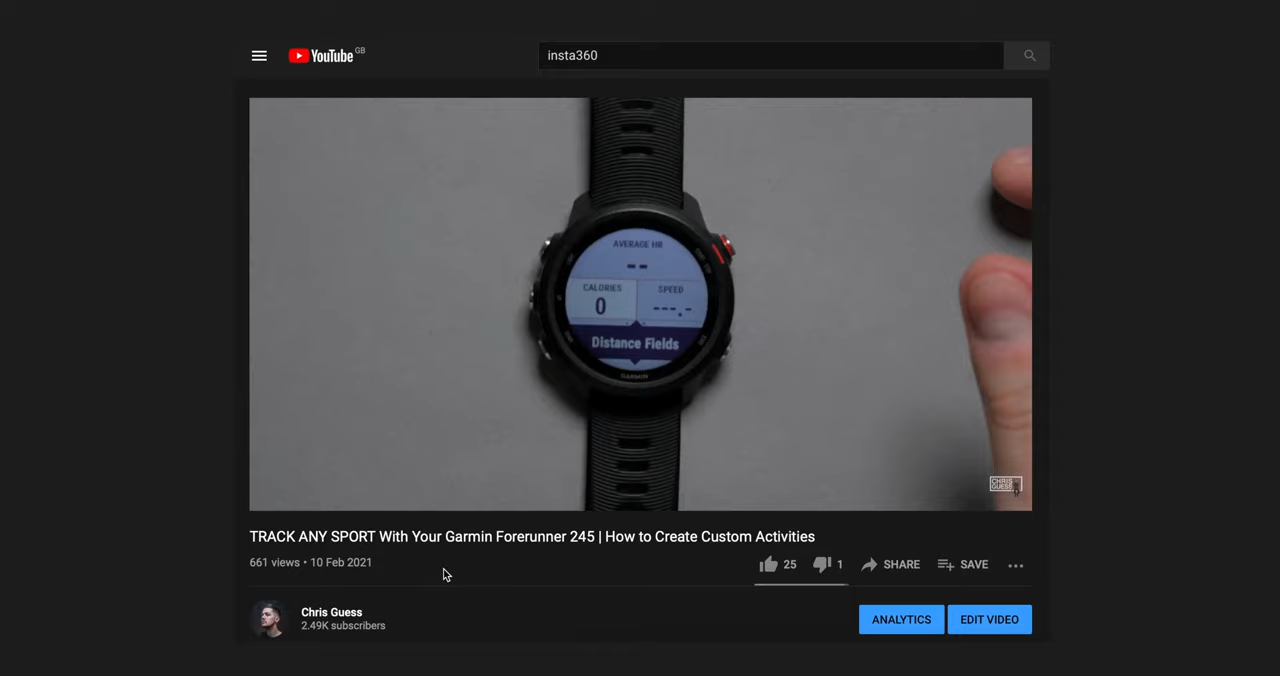 YouTube GB
insta360
AVERAGE HR
--
CALORIES
SPEED
0
---.-
Distance Fields
GARMIN
CHRIS
GUESS
TRACK ANY SPORT With Your Garmin Forerunner 245 | How to Create Custom Activities
661 views • 10 Feb 2021
25
1
SHARE
SAVE
Chris Guess
2.49K subscribers
ANALYTICS
EDIT VIDEO